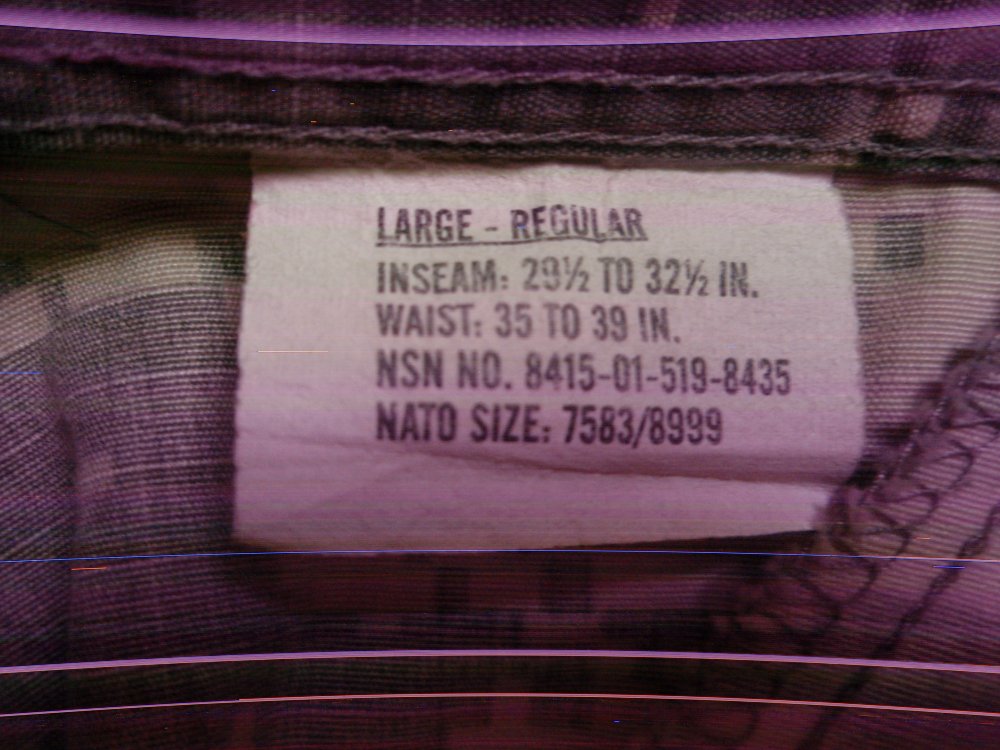 LARGE - REGULAR
INSEAM: 29½ TO 32½ IN.
WAIST: 35 TO 39 IN.
NSN NO. 8415-01-519-8435
NATO SIZE: 7583/8999